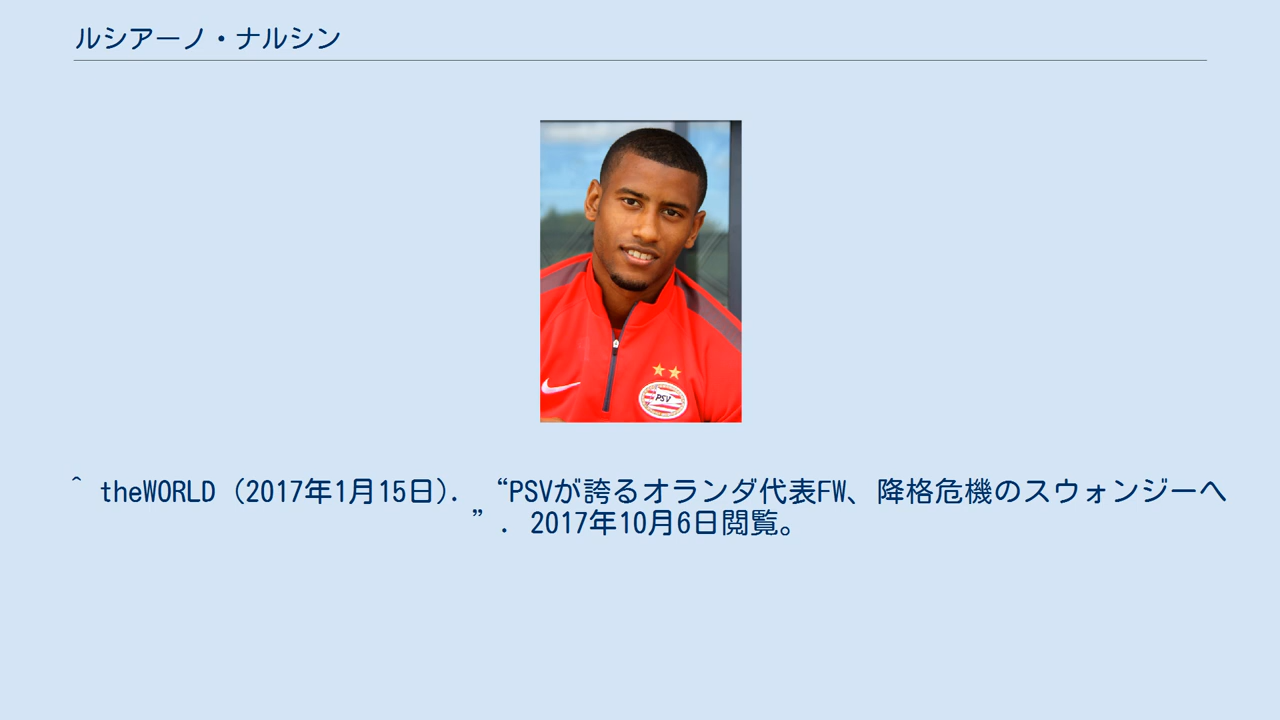 ルシアーノ・ナルシン
PSV
^ theWORLD (2017年1月15日). “PSVが誇るオランダ代表FW、降格危機のスウォンジーへ
”. 2017年10月6日閲覧。